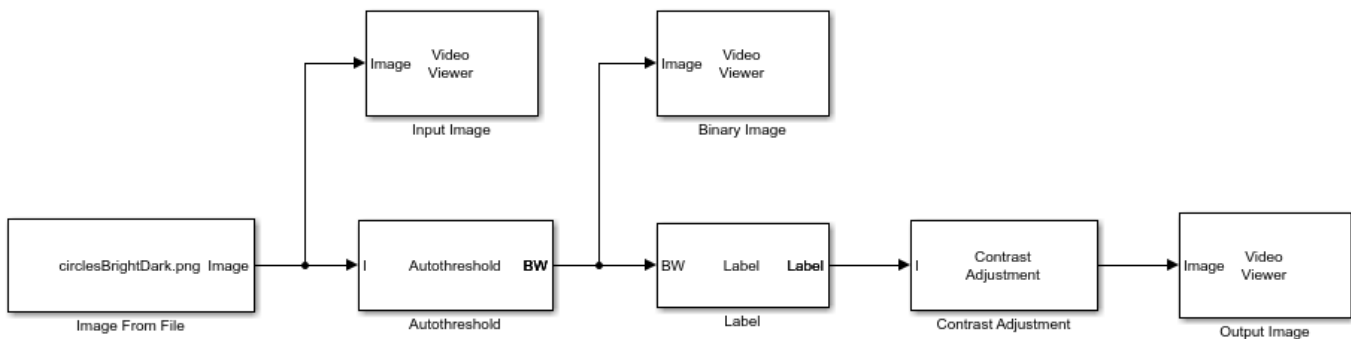 Image Video Viewer
Input Image
Image Video Viewer
Binary Image
circlesBrightDark.png Image
Image From File
I Autothreshold BW
Autothreshold
BW Label Label
Label
I Contrast Adjustment
Contrast Adjustment
Image Video Viewer
Output Image